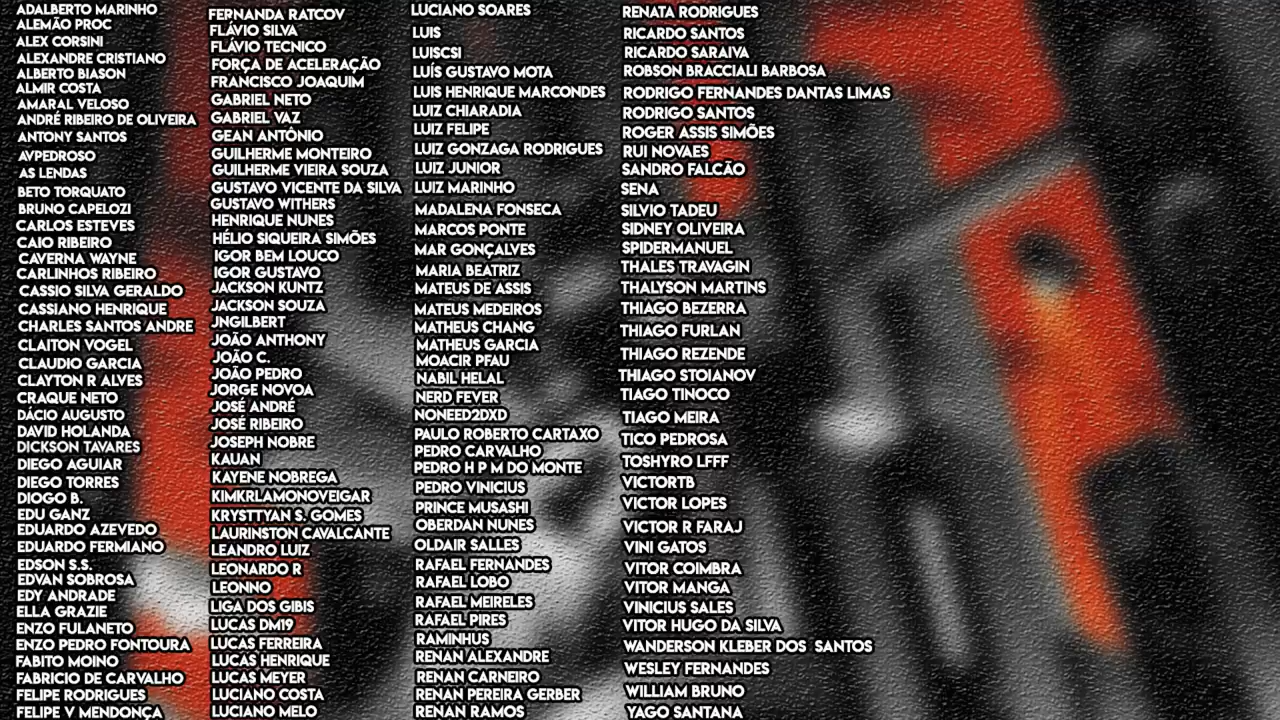 ADALBERTO MARINHO
ALEMÃO PROC
ALEX CORSINI
ALEXANDRE CRISTIANO
ALBERTO BIASON
ALMIR COSTA
AMARAL VELOSO
ANDRÉ RIBEIRO DE OLIVEIRA
ANTONY SANTOS
AVPEDROSO
AS LENDAS
BETO TORQUATO
BRUNO CAPELOZI
CARLOS ESTEVES
CAIO RIBEIRO
CAVERNA WAYNE
CARLINHOS RIBEIRO
CASSIO SILVA GERALDO
CASSIANO HENRIQUE
CHARLES SANTOS ANDRE
CLAITON VOGEL
CLAUDIO GARCIA
CLAYTON R ALVES
CRAQUE NETO
DÁCIO AUGUSTO
DAVID HOLANDA
DICKSON TAVARES
DIEGO AGUIAR
DIEGO TORRES
DIOGO B.
EDU GANZ
EDUARDO AZEVEDO
EDUARDO FERMIANO
EDSON S.S.
EDVAN SOBROSA
EDY ANDRADE
ELLA GRAZIE
ENZO FULANETO
ENZO PEDRO FONTOURA
FABITO MOINO
FABRICIO DE CARVALHO
FELIPE RODRIGUES
FELIPE V MENDONÇA
FERNANDA RATCOV
FLÁVIO SILVA
FLÁVIO TECNICO
FORÇA DE ACELERAÇÃO
FRANCISCO JOAQUIM
GABRIEL NETO
GABRIEL VAZ
GEAN ANTÔNIO
GUILHERME MONTEIRO
GUILHERME VIEIRA SOUZA
GUSTAVO VICENTE DA SILVA
GUSTAVO WITHERS
HENRIQUE NUNES
HÉLIO SIQUEIRA SIMÕES
IGOR BEM LOUCO
IGOR GUSTAVO
JACKSON KUNTZ
JACKSON SOUZA
JNGILBERT
JOÃO ANTHONY
JOÃO C.
JOÃO PEDRO
JORGE NOVOA
JOSÉ ANDRÉ
JOSÉ RIBEIRO
JOSEPH NOBRE
KAUAN
KAYENE NOBREGA
KIMKRLAMONOVEIGAR
KRYSTTYAN S. GOMES
LAURINSTON CAVALCANTE
LEANDRO LUIZ
LEONARDO R
LEONNO
LIGA DOS GIBIS
LUCAS DM19
LUCAS FERREIRA
LUCAS HENRIQUE
LUCAS MEYER
LUCIANO COSTA
LUCIANO MELO
LUCIANO SOARES
LUIS
LUISCSI
LUÍS GUSTAVO MOTA
LUIS HENRIQUE MARCONDES
LUIZ CHIARADIA
LUIZ FELIPE
LUIZ GONZAGA RODRIGUES
LUIZ JUNIOR
LUIZ MARINHO
MADALENA FONSECA
MARCOS PONTE
MAR GONÇALVES
MARIA BEATRIZ
MATEUS DE ASSIS
MATEUS MEDEIROS
MATHEUS CHANG
MATHEUS GARCIA
MOACIR PFAU
NABIL HELAL
NERD FEVER
NONEED2DXD
PAULO ROBERTO CARTAXO
PEDRO CARVALHO
PEDRO H P M DO MONTE
PEDRO VINICIUS
PRINCE MUSASHI
OBERDAN NUNES
OLDAIR SALLES
RAFAEL FERNANDES
RAFAEL LOBO
RAFAEL MEIRELES
RAFAEL PIRES
RAMINHUS
RENAN ALEXANDRE
RENAN CARNEIRO
RENAN PEREIRA GERBER
RENAN RAMOS
RENATA RODRIGUES
RICARDO SANTOS
RICARDO SARAIVA
ROBSON BRACCIALI BARBOSA
RODRIGO FERNANDES DANTAS LIMAS
RODRIGO SANTOS
ROGER ASSIS SIMÕES
RUI NOVAES
SANDRO FALCÃO
SENA
SILVIO TADEU
SIDNEY OLIVEIRA
SPIDERMANUEL
THALES TRAVAGIN
THALYSON MARTINS
THIAGO BEZERRA
THIAGO FURLAN
THIAGO REZENDE
THIAGO STOIANOV
TIAGO TINOCO
TIAGO MEIRA
TICO PEDROSA
TOSHYRO LFFF
VICTORTB
VICTOR LOPES
VICTOR R FARAJ
VINI GATOS
VITOR COIMBRA
VITOR MANGA
VINICIUS SALES
VITOR HUGO DA SILVA
WANDERSON KLEBER DOS SANTOS
WESLEY FERNANDES
WILLIAM BRUNO
YAGO SANTANA